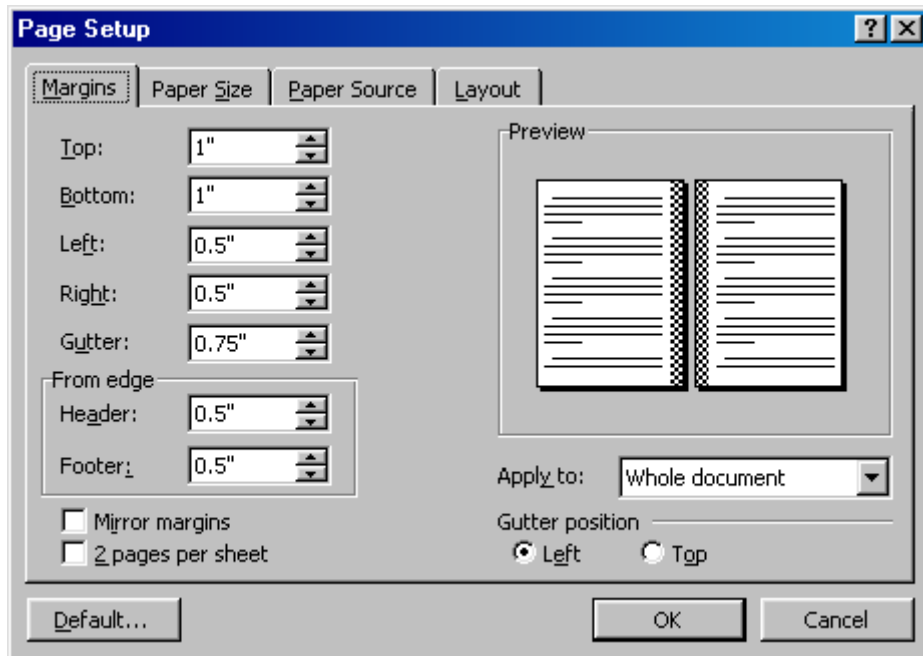 Page Setup
Margins
Paper Size
Paper Source
Layout
Top: 1"
Bottom: 1"
Left: 0.5"
Right: 0.5"
Gutter: 0.75"
From edge
Header: 0.5"
Footer: 0.5"
Mirror margins
2 pages per sheet
Preview
Apply to: Whole document
Gutter position
Left Top
Default... OK Cancel